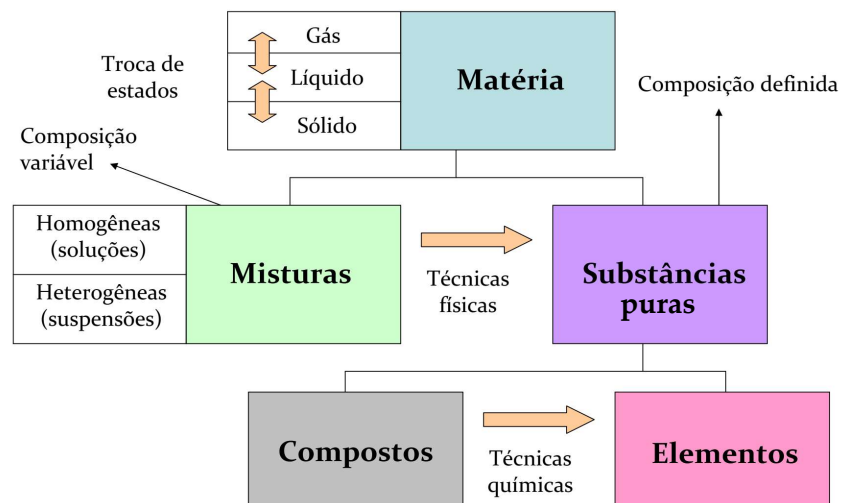 Troca de
estados
Gás
Líquido
Sólido
Matéria
Composição definida
Composição
variável
Homogêneas
(soluções)
Heterogêneas
(suspensões)
Misturas
Técnicas
físicas
Substâncias
puras
Compostos
Técnicas
químicas
Elementos